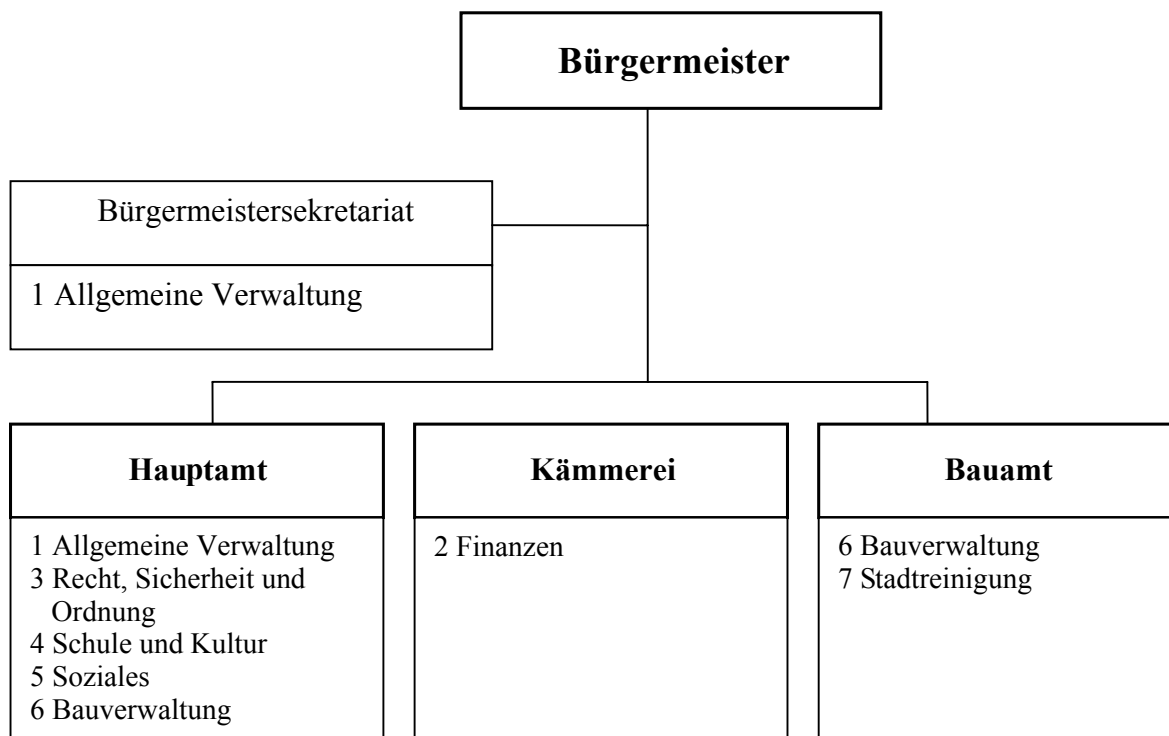 Bürgermeister
Bürgermeistersekretariat
1 Allgemeine Verwaltung
Hauptamt
1 Allgemeine Verwaltung
3 Recht, Sicherheit und
Ordnung
4 Schule und Kultur
5 Soziales
6 Bauverwaltung
Kämmerei
2 Finanzen
Bauamt
6 Bauverwaltung
7 Stadtreinigung